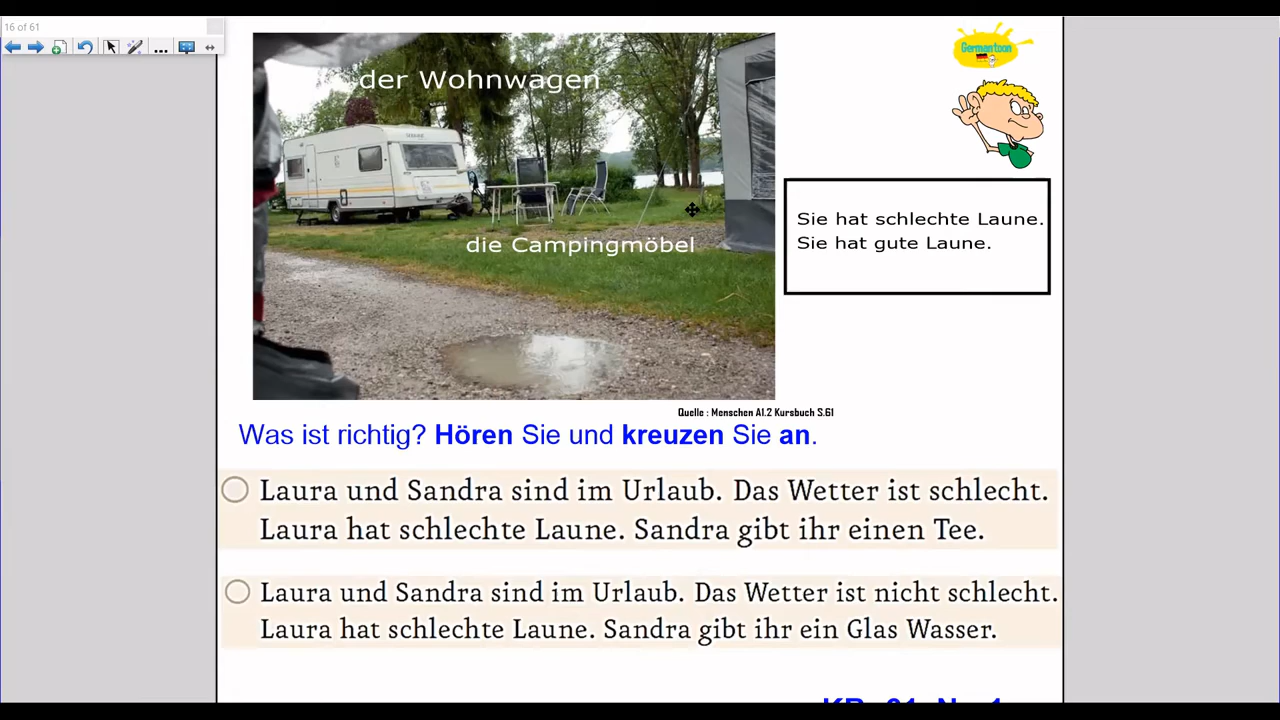 16 of 61
Germantoon
der Wohnwagen
die Campingmöbel
Sie hat schlechte Laune.
Sie hat gute Laune.
Quelle : Menschen A1.2 Kursbuch S.61
Was ist richtig? Hören Sie und kreuzen Sie an.
Laura und Sandra sind im Urlaub. Das Wetter ist schlecht.
Laura hat schlechte Laune. Sandra gibt ihr einen Tee.
Laura und Sandra sind im Urlaub. Das Wetter ist nicht schlecht.
Laura hat schlechte Laune. Sandra gibt ihr ein Glas Wasser.